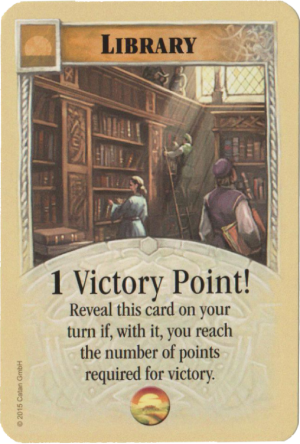 LIBRARY
1 Victory Point!
Reveal this card on your
turn if, with it, you reach
the number of points
required for victory.
© 2015 Catan GmbH